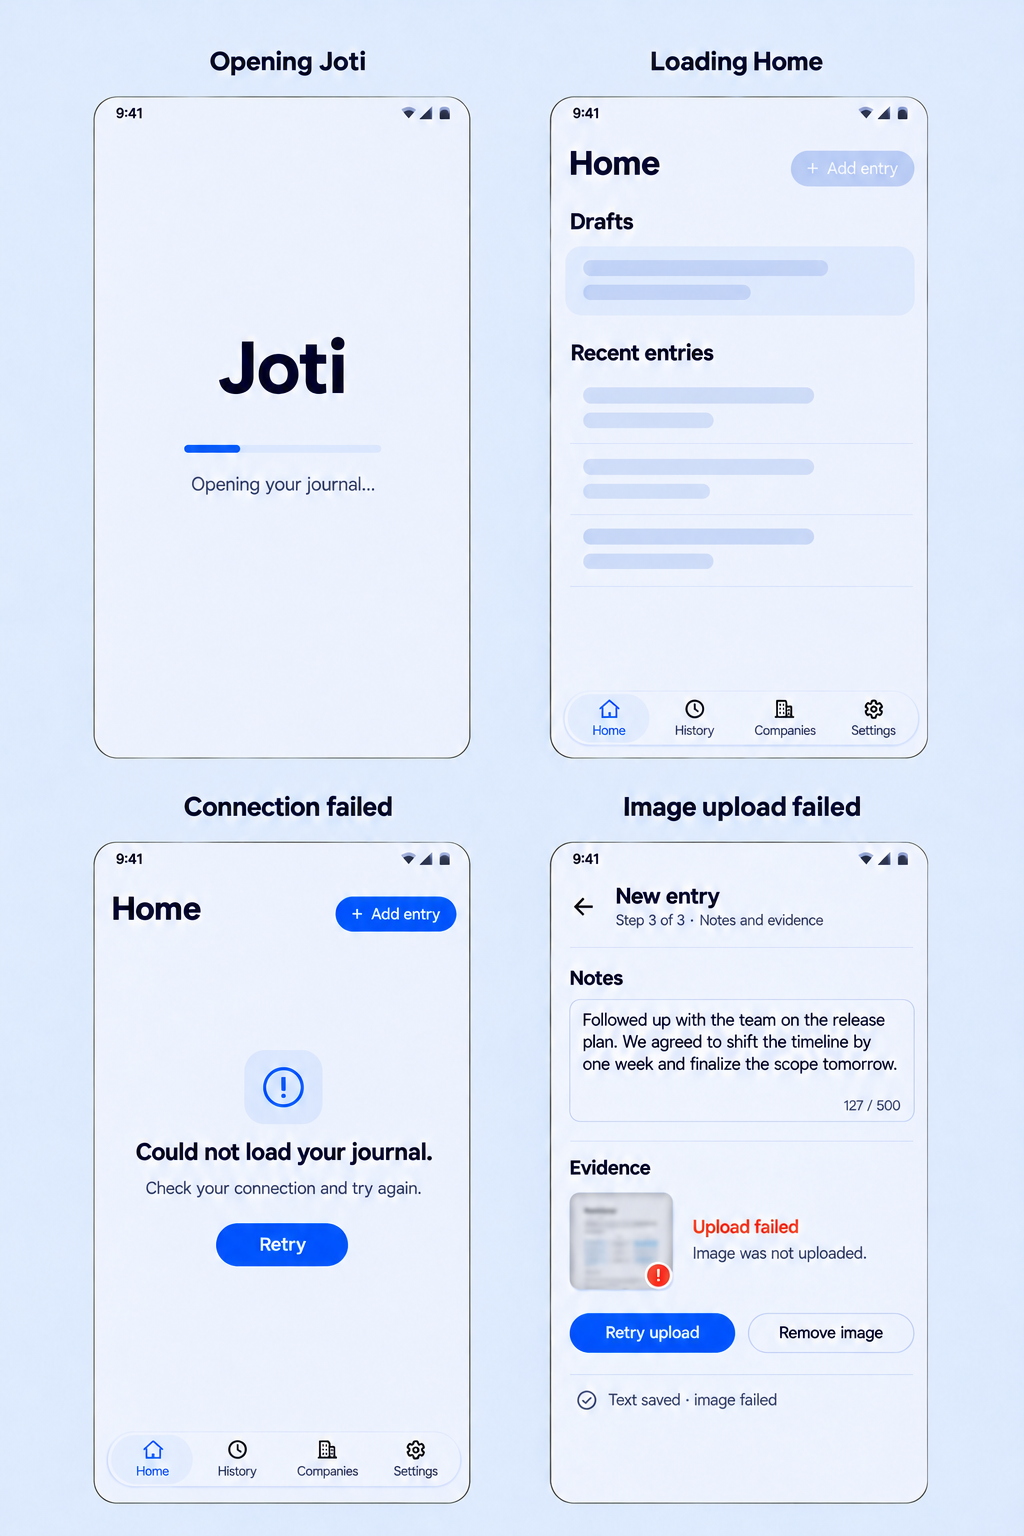 Opening Joti
9:41
Joti
Opening your journal...
Loading Home
9:41
Home
+ Add entry
Drafts
Recent entries
Home
History
Companies
Settings
Connection failed
9:41
Home
+ Add entry
Could not load your journal.
Check your connection and try again.
Retry
Home
History
Companies
Settings
Image upload failed
9:41
New entry
Step 3 of 3 · Notes and evidence
Notes
Followed up with the team on the release
plan. We agreed to shift the timeline by
one week and finalize the scope tomorrow.
127 / 500
Evidence
Upload failed
Image was not uploaded.
Retry upload
Remove image
Text saved · image failed